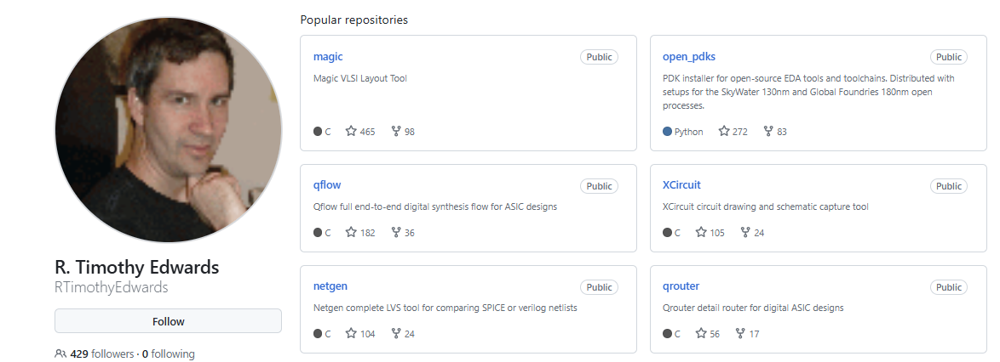 Popular repositories
magic
Public
Magic VLSI Layout Tool
C 465 98
open_pdks
Public
PDK installer for open-source EDA tools and toolchains. Distributed with
setups for the SkyWater 130nm and Global Foundries 180nm open
processes.
Python 272 83
qflow
Public
Qflow full end-to-end digital synthesis flow for ASIC designs
C 182 36
XCircuit
Public
XCircuit circuit drawing and schematic capture tool
C 105 24
netgen
Public
Netgen complete LVS tool for comparing SPICE or verilog netlists
C 104 24
qrouter
Public
Qrouter detail router for digital ASIC designs
C 56 17
R. Timothy Edwards
RTimothyEdwards
Follow
429 followers · 0 following